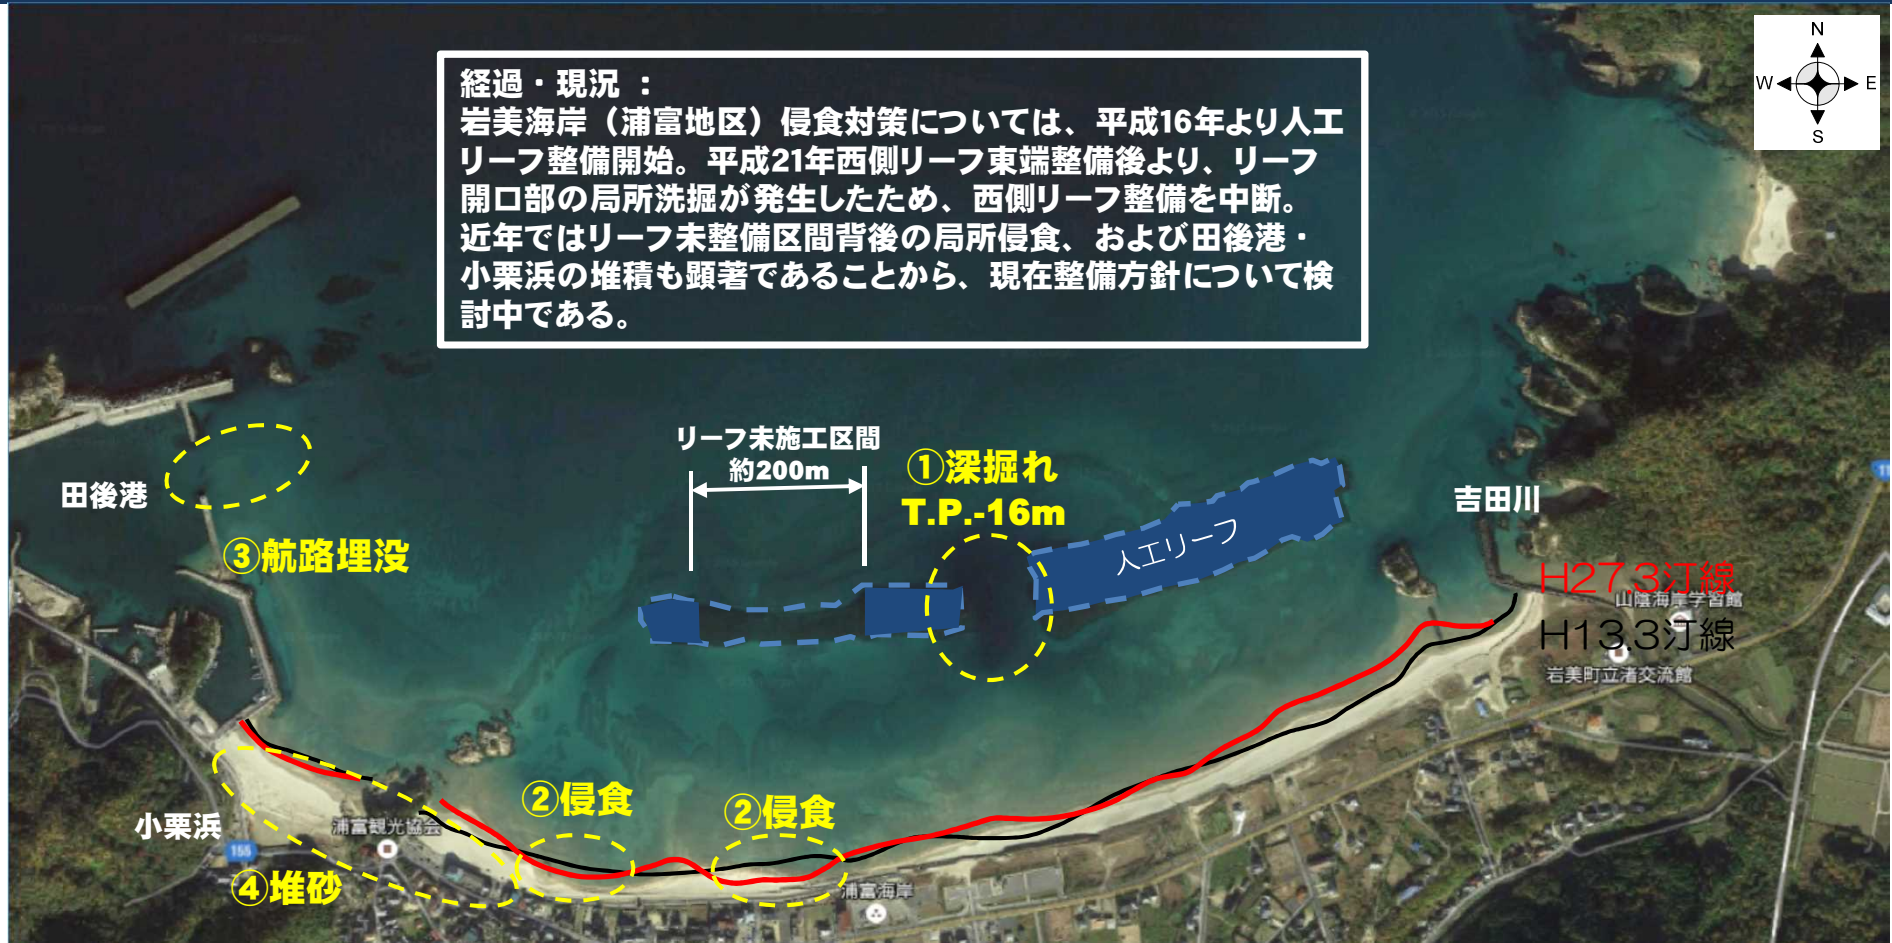 経過・現況 ：
岩美海岸（浦富地区）侵食対策については、平成16年より人工
リーフ整備開始。平成21年西側リーフ東端整備後より、リーフ
開口部の局所洗掘が発生したため、西側リーフ整備を中断。
近年ではリーフ未整備区間背後の局所侵食、および田後港・
小栗浜の堆積も顕著であることから、現在整備方針について検
討中である。
N
W
E
S
リーフ未施工区間
約200m
①深掘れ
T.P.-16m
人工リーフ
吉田川
田後港
③航路埋没
H27.3汀線
山陰海岸学習館
H13.3汀線
岩美町立渚交流館
②侵食
②侵食
小栗浜
浦富観光協会
155
④堆砂
浦富海岸